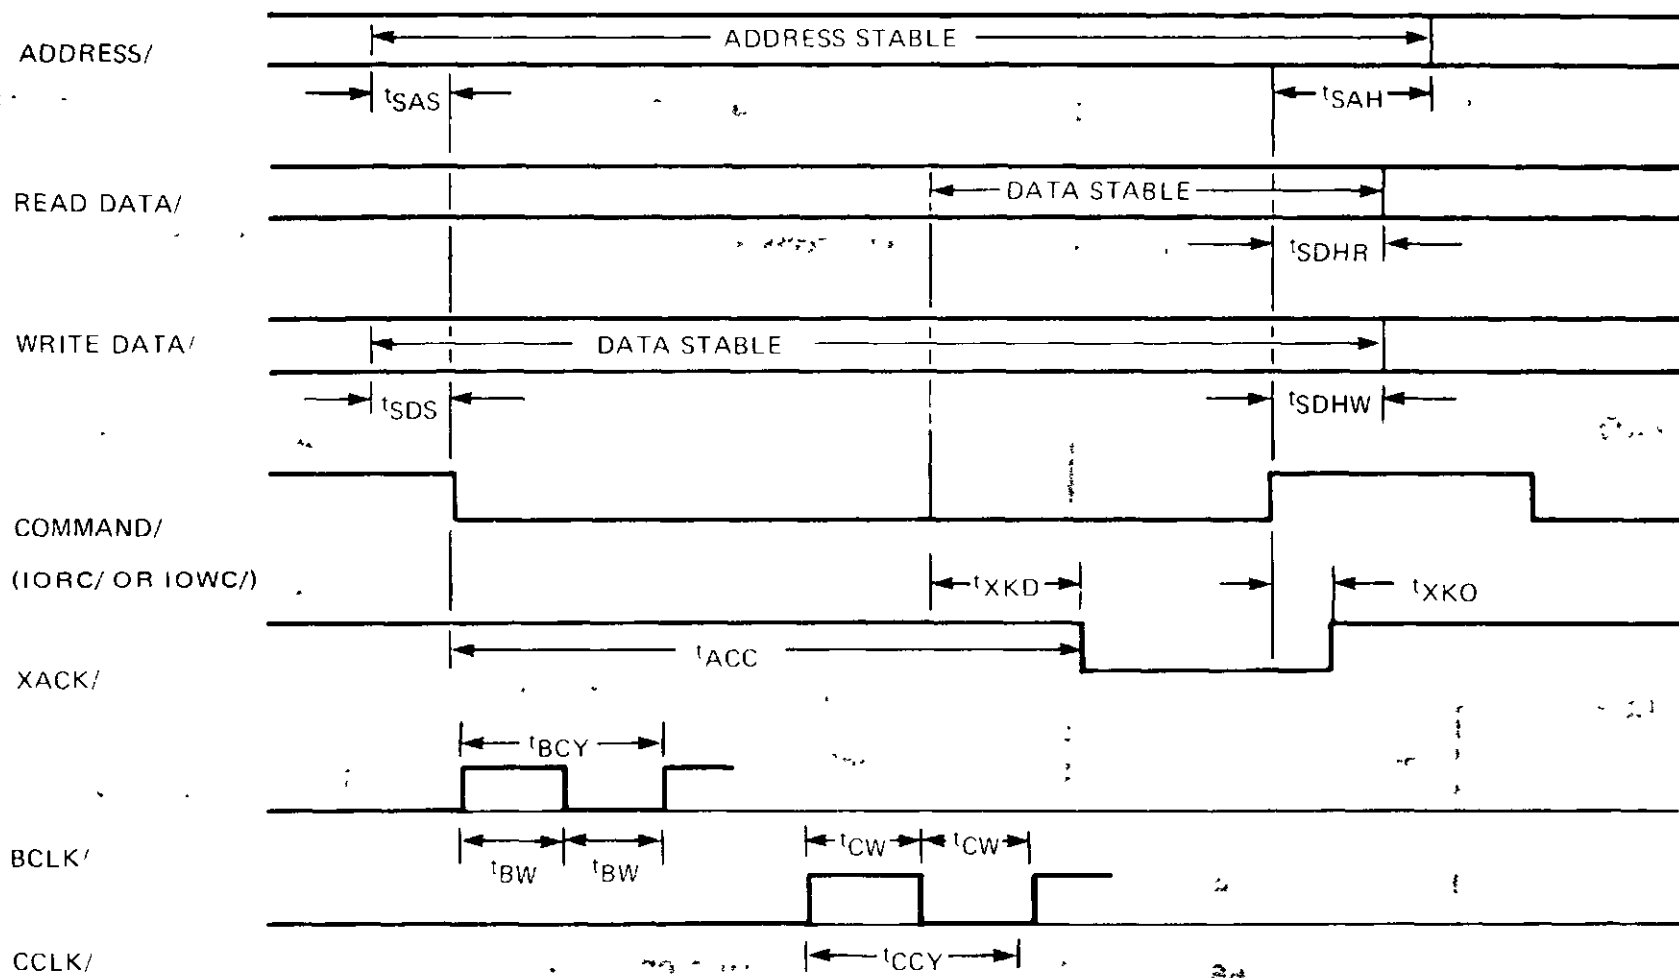 ADDRESS/
ADDRESS STABLE
tSAS
tSAH
READ DATA/
DATA STABLE
tSDHR
WRITE DATA/
DATA STABLE
tSDS
tSDHW
COMMAND/
(IORC/ OR IOWC/)
tXKD
tXKO
XACK/
tACC
tBCY
BCLK/
tBW
tBW
tCW
tCW
CCLK/
tCCY